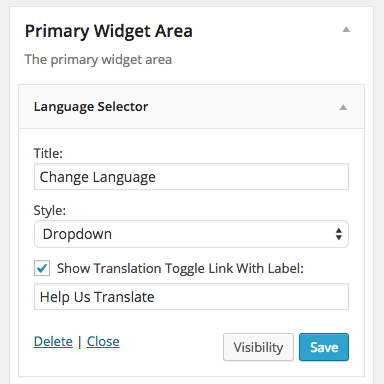 Primary Widget Area
The primary widget area
Language Selector
Title:
Change Language
Style:
Dropdown
Show Translation Toggle Link With Label:
Help Us Translate
Delete | Close Visibility Save